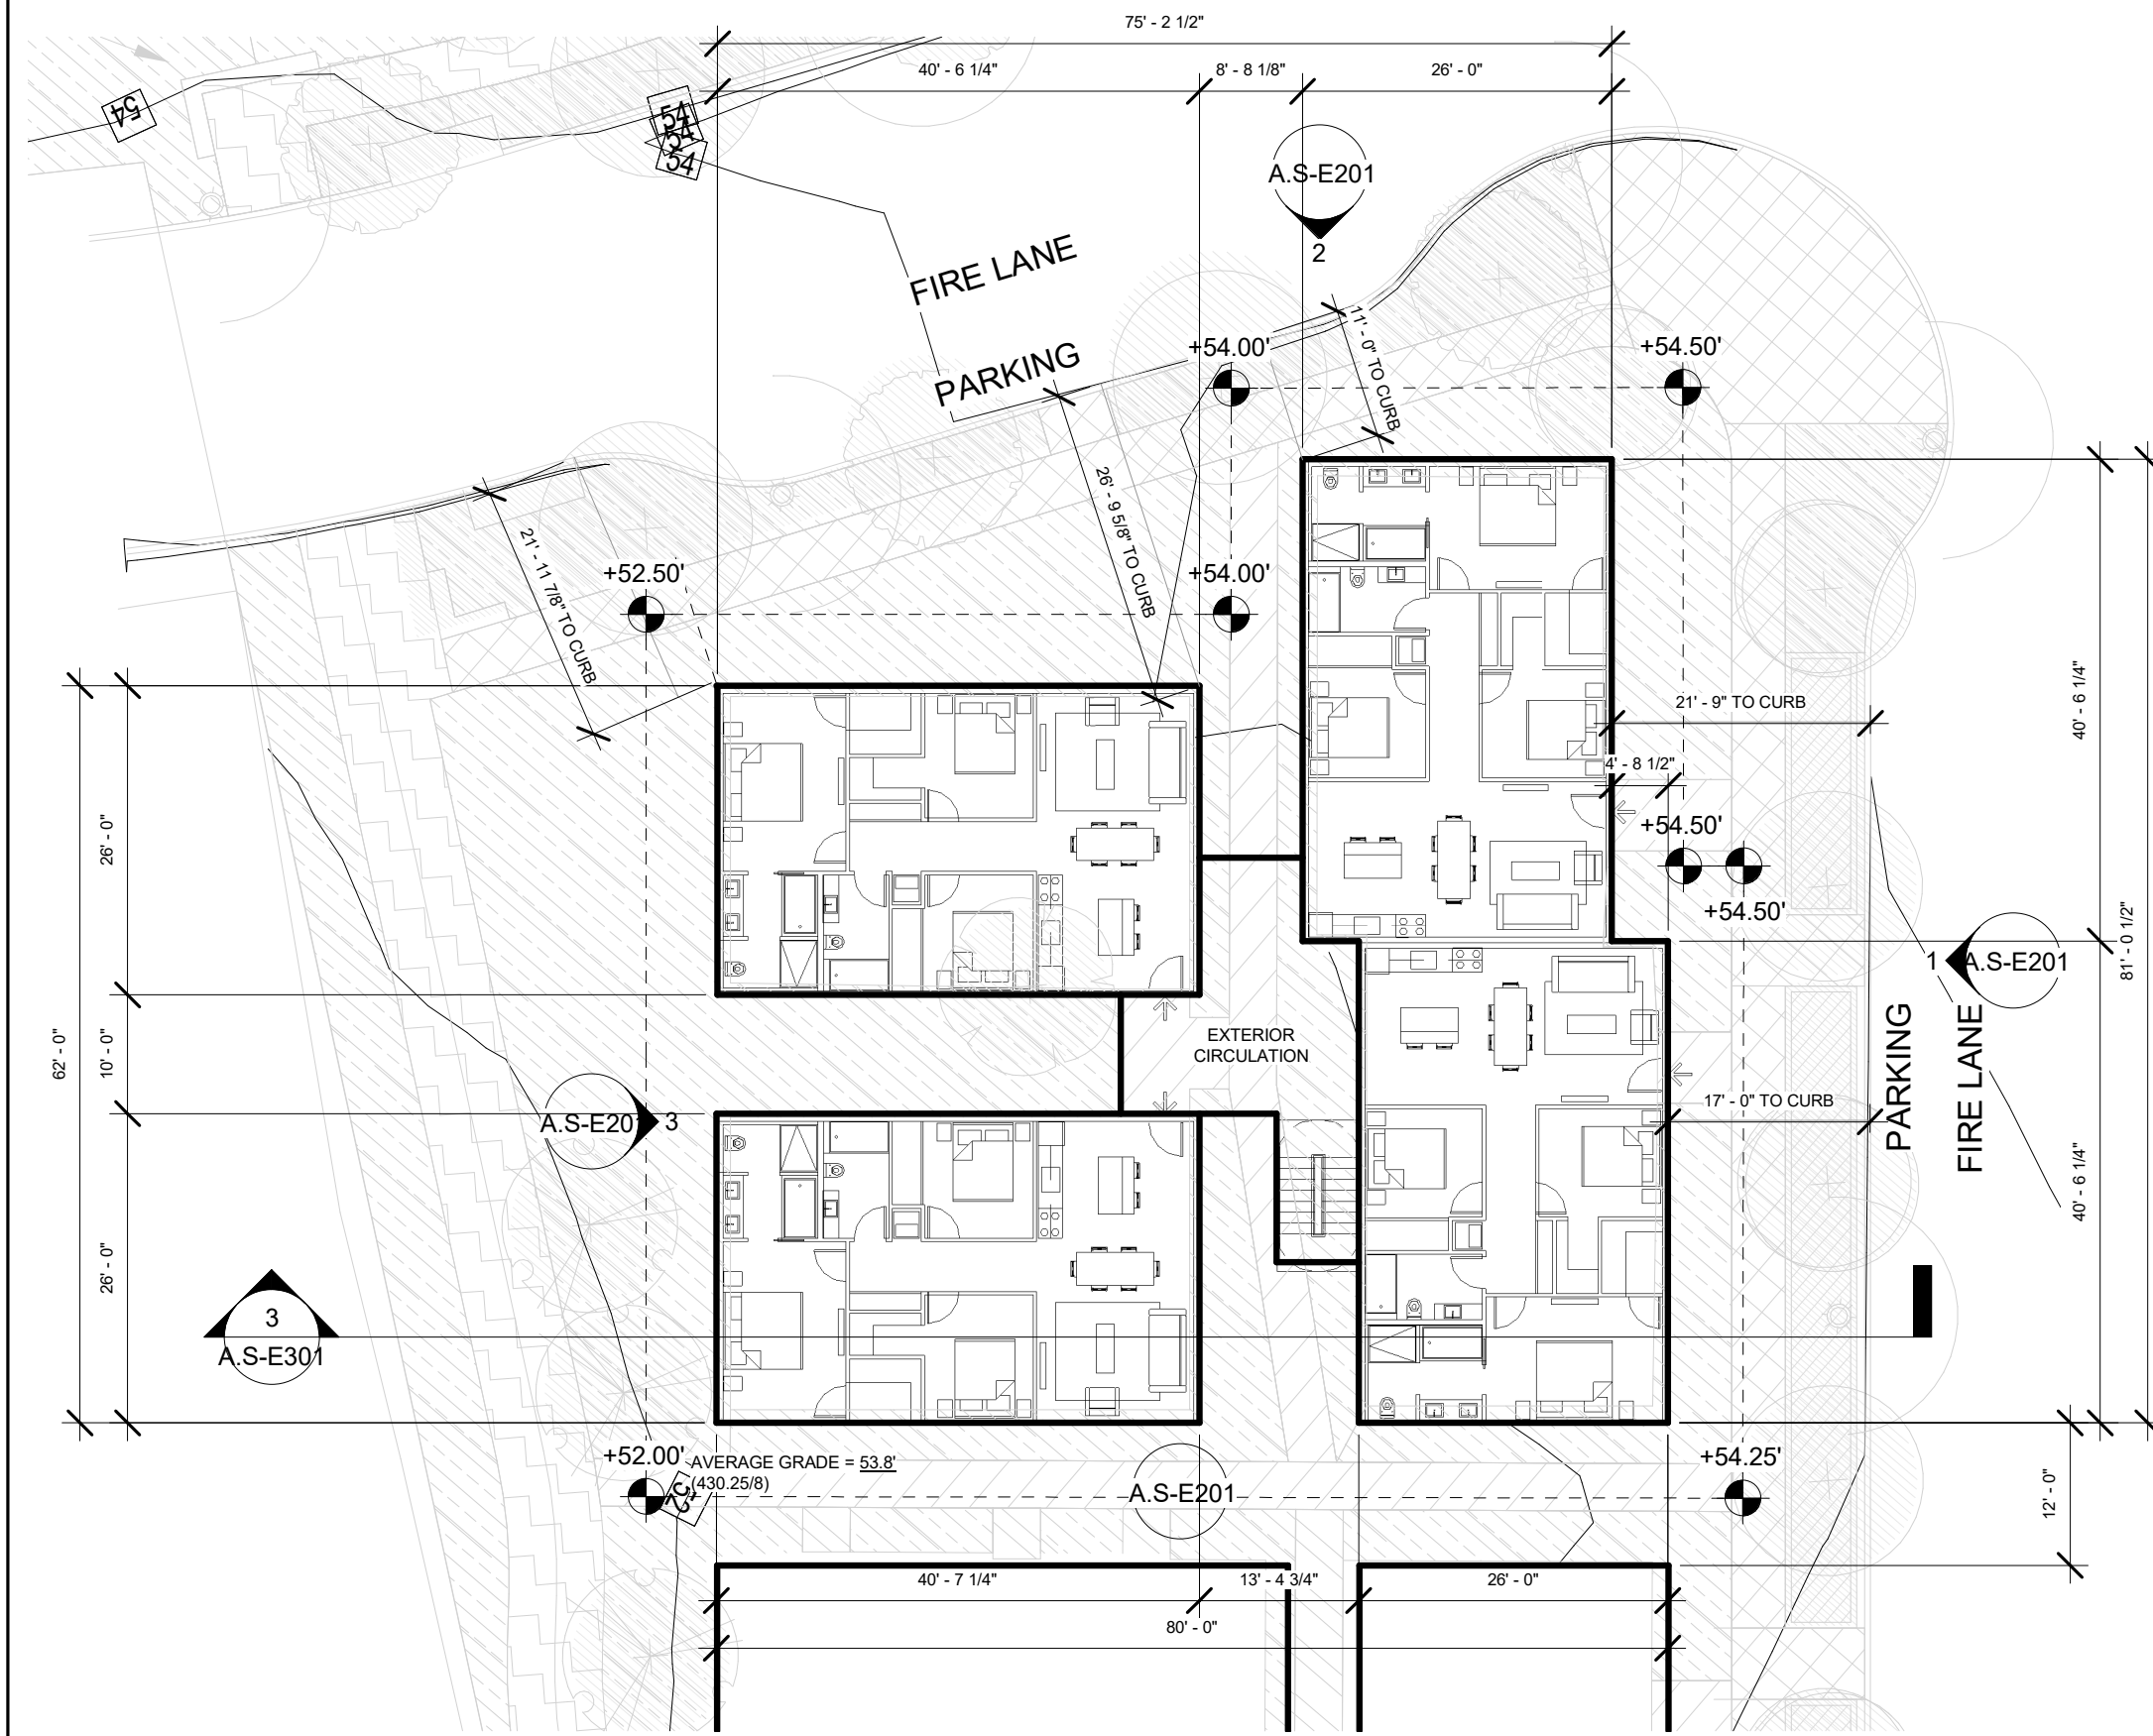 75' - 2 1/2"
40' - 6 1/4"
8' - 8 1/8"
26' - 0"
54
54
54
54
A.S-E201
2
FIRE LANE
PARKING
11' - 0" TO CURB
+54.00'
+54.50'
26' - 9 5/8" TO CURB
21' - 11 7/8" TO CURB
+52.50'
+54.00'
21' - 9" TO CURB
40' - 6 1/4"
4' - 8 1/2"
+54.50'
+54.50'
26' - 0"
1
A.S-E201
81' - 0 1/2"
62' - 0"
10' - 0"
EXTERIOR
CIRCULATION
PARKING
FIRE LANE
A.S-E201
3
17' - 0" TO CURB
40' - 6 1/4"
26' - 0"
3
A.S-E301
+52.00'
AVERAGE GRADE = 53.8'
(430.25/8)
52
A.S-E201
+54.25'
12' - 0"
40' - 7 1/4"
13' - 4 3/4"
26' - 0"
80' - 0"